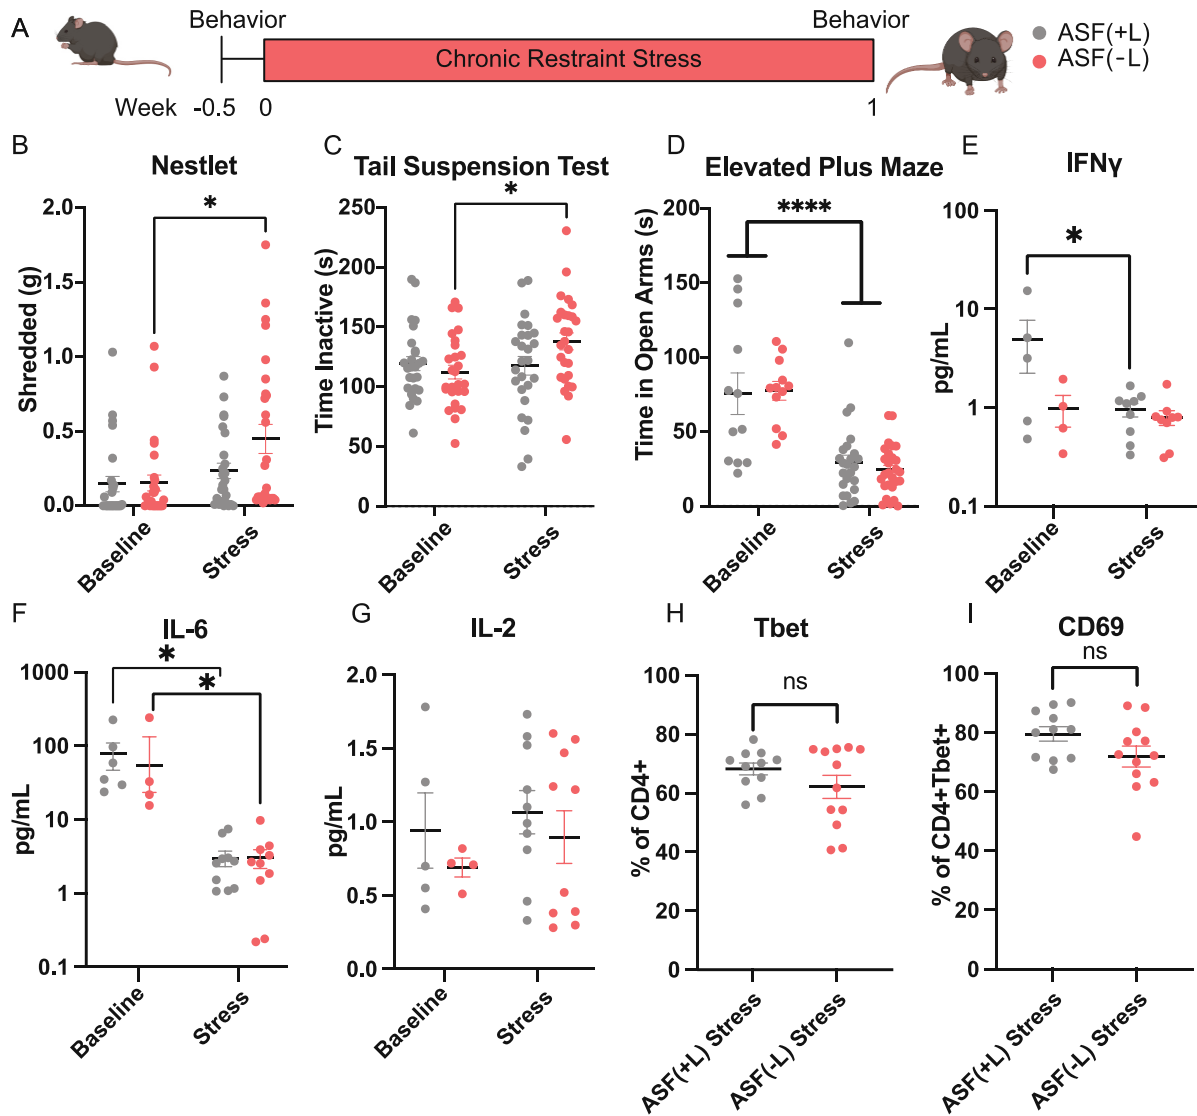 A
Behavior
Behavior
Chronic Restraint Stress
ASF(+L)
ASF(-L)
Week -0.5 0 1
B
Nestlet
*
Shredded (g)
2.0
1.5
1.0
0.5
0.0
Baseline
Stress
C
Tail Suspension Test
*
Time Inactive (s)
250
200
150
100
50
0
Baseline
Stress
D
Elevated Plus Maze
****
Time in Open Arms (s)
200
150
100
50
0
Baseline
Stress
E
IFNγ
*
pg/mL
100
10
1
0.1
Baseline
Stress
F
IL-6
*
*
pg/mL
1000
100
10
1
0.1
Baseline
Stress
G
IL-2
pg/mL
2.0
1.5
1.0
0.5
0.0
Baseline
Stress
H
Tbet
ns
% of CD4+
100
80
60
40
20
0
ASF(+L) Stress
ASF(-L) Stress
I
CD69
ns
% of CD4+Tbet+
100
80
60
40
20
0
ASF(+L) Stress
ASF(-L) Stress